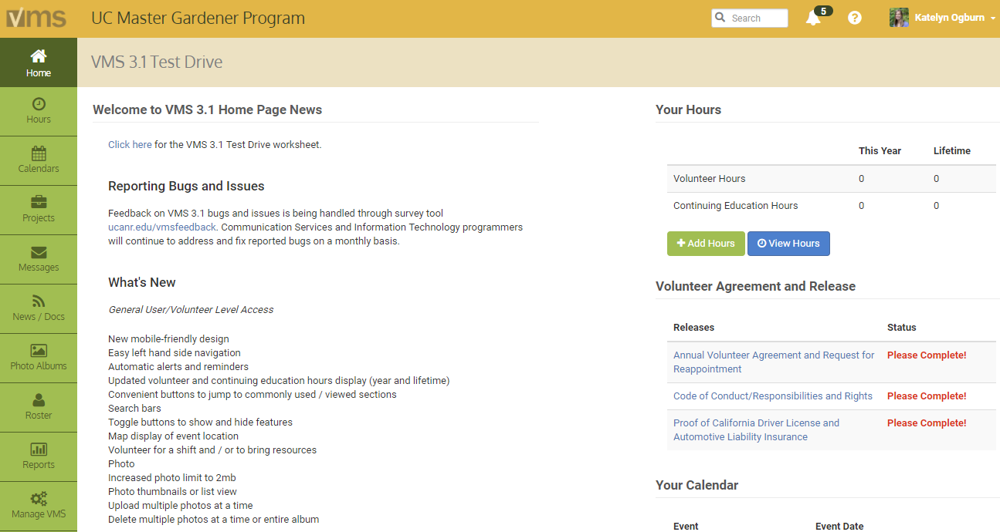 vms
UC Master Gardener Program
Search
5
?
Katelyn Ogburn
VMS 3.1 Test Drive
Home
Hours
Calendars
Projects
Messages
News / Docs
Photo Albums
Roster
Reports
Manage VMS
Welcome to VMS 3.1 Home Page News
Click here for the VMS 3.1 Test Drive worksheet.
Reporting Bugs and Issues
Feedback on VMS 3.1 bugs and issues is being handled through survey tool
ucanr.edu/vmsfeedback. Communication Services and Information Technology programmers
will continue to address and fix reported bugs on a monthly basis.
What's New
General User/Volunteer Level Access
New mobile-friendly design
Easy left hand side navigation
Automatic alerts and reminders
Updated volunteer and continuing education hours display (year and lifetime)
Convenient buttons to jump to commonly used / viewed sections
Search bars
Toggle buttons to show and hide features
Map display of event location
Volunteer for a shift and / or to bring resources
Photo
Increased photo limit to 2mb
Photo thumbnails or list view
Upload multiple photos at a time
Delete multiple photos at a time or entire album
Your Hours
This Year Lifetime
Volunteer Hours 0 0
Continuing Education Hours 0 0
Add Hours View Hours
Volunteer Agreement and Release
Releases Status
Annual Volunteer Agreement and Request for Please Complete!
Reappointment
Code of Conduct/Responsibilities and Rights Please Complete!
Proof of California Driver License and Please Complete!
Automotive Liability Insurance
Your Calendar
Event Event Date